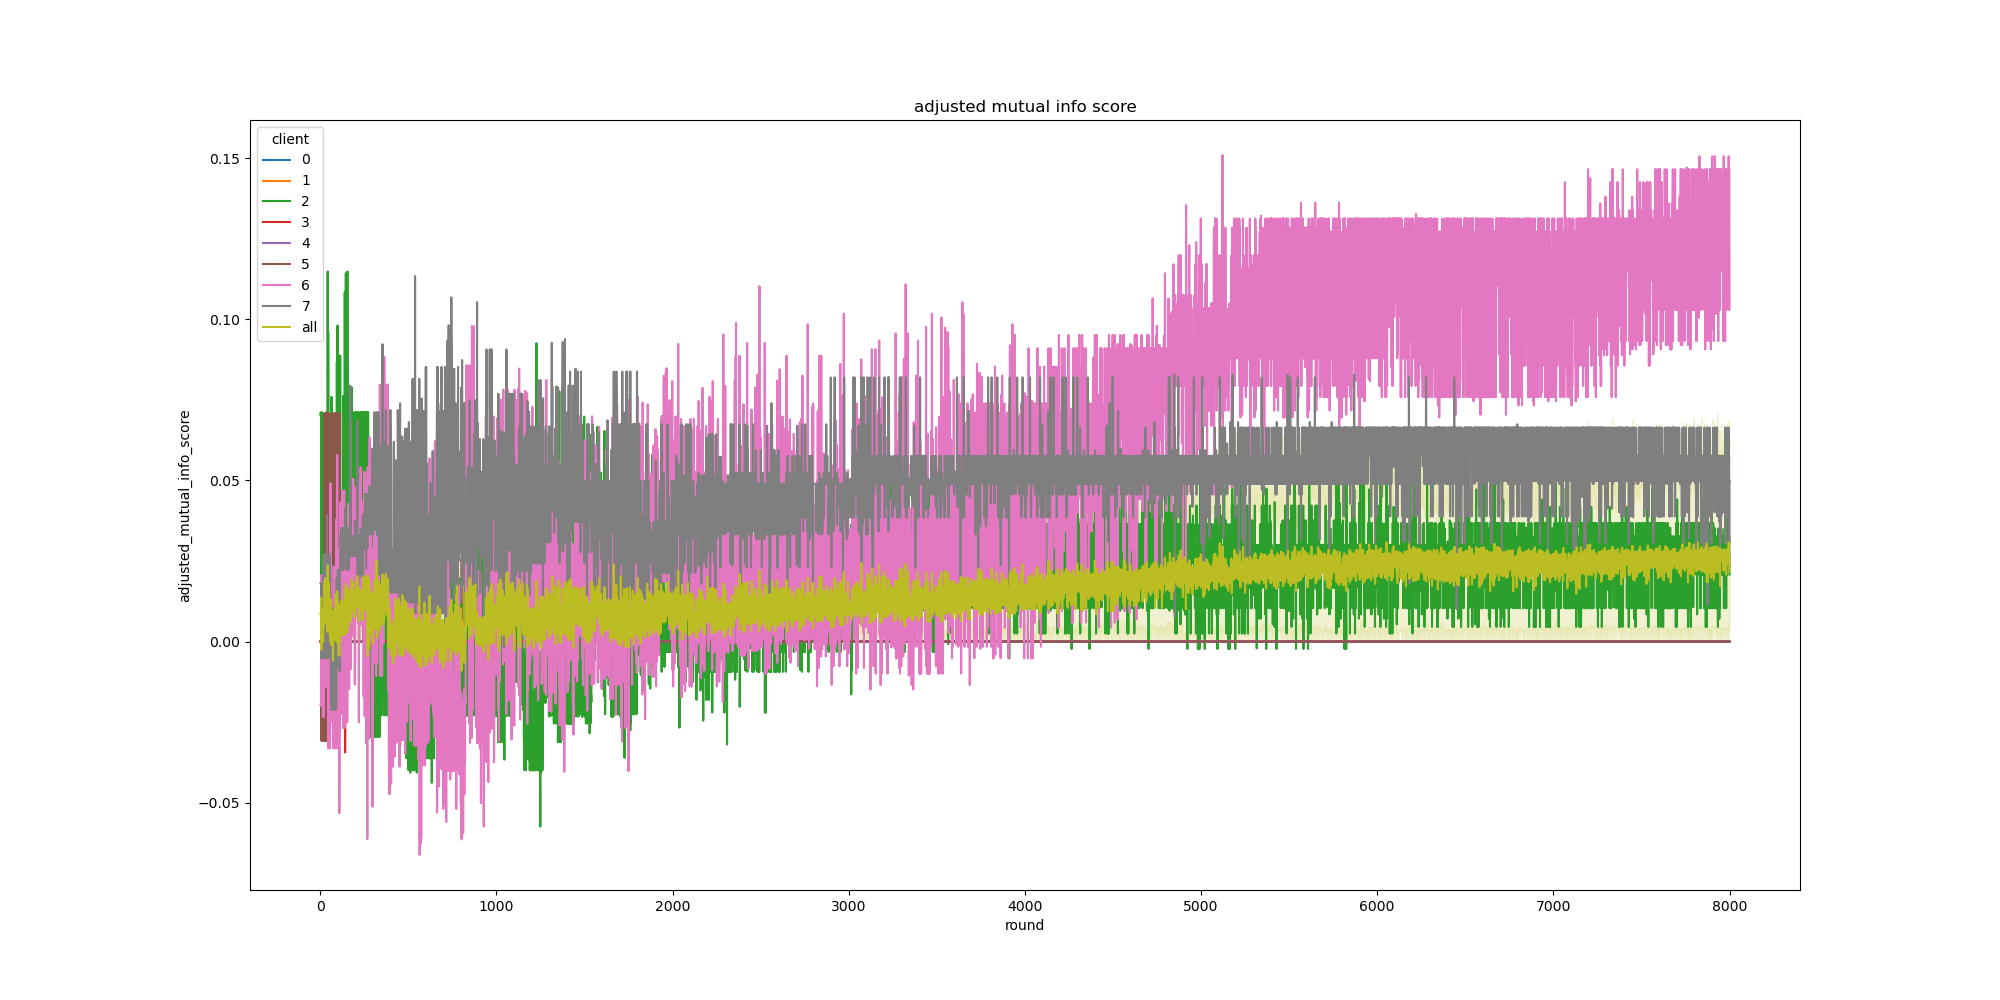 adjusted mutual info score
client
0
1
2
3
4
5
6
7
all
adjusted_mutual_info_score
0.15
0.10
0.05
0.00
−0.05
0 1000 2000 3000 4000 5000 6000 7000 8000
round